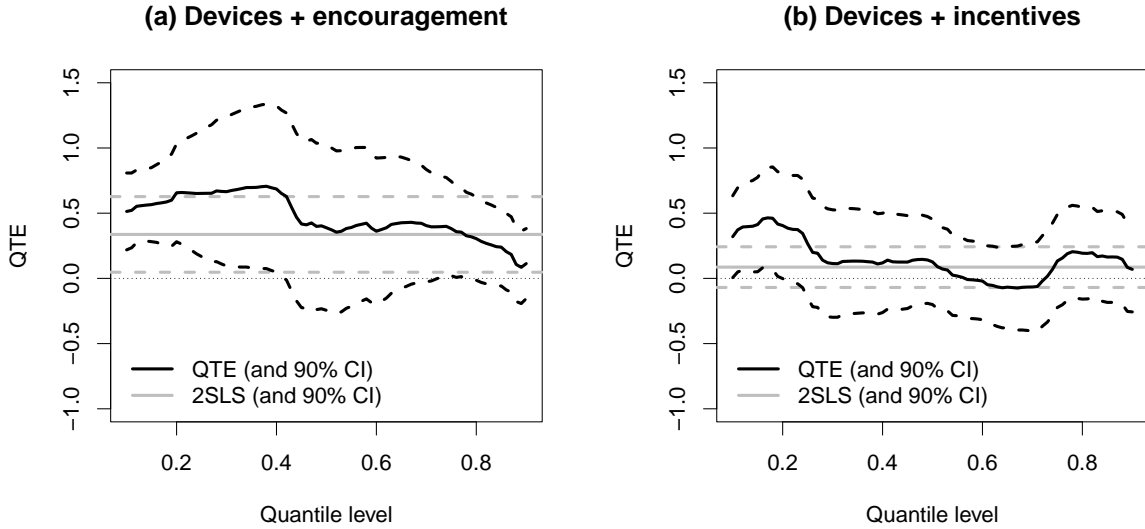 (a) Devices + encouragement
QTE
1.5
1.0
0.5
0.0
−0.5
−1.0
QTE (and 90% CI)
2SLS (and 90% CI)
0.2 0.4 0.6 0.8
Quantile level
(b) Devices + incentives
QTE
1.5
1.0
0.5
0.0
−0.5
−1.0
QTE (and 90% CI)
2SLS (and 90% CI)
0.2 0.4 0.6 0.8
Quantile level